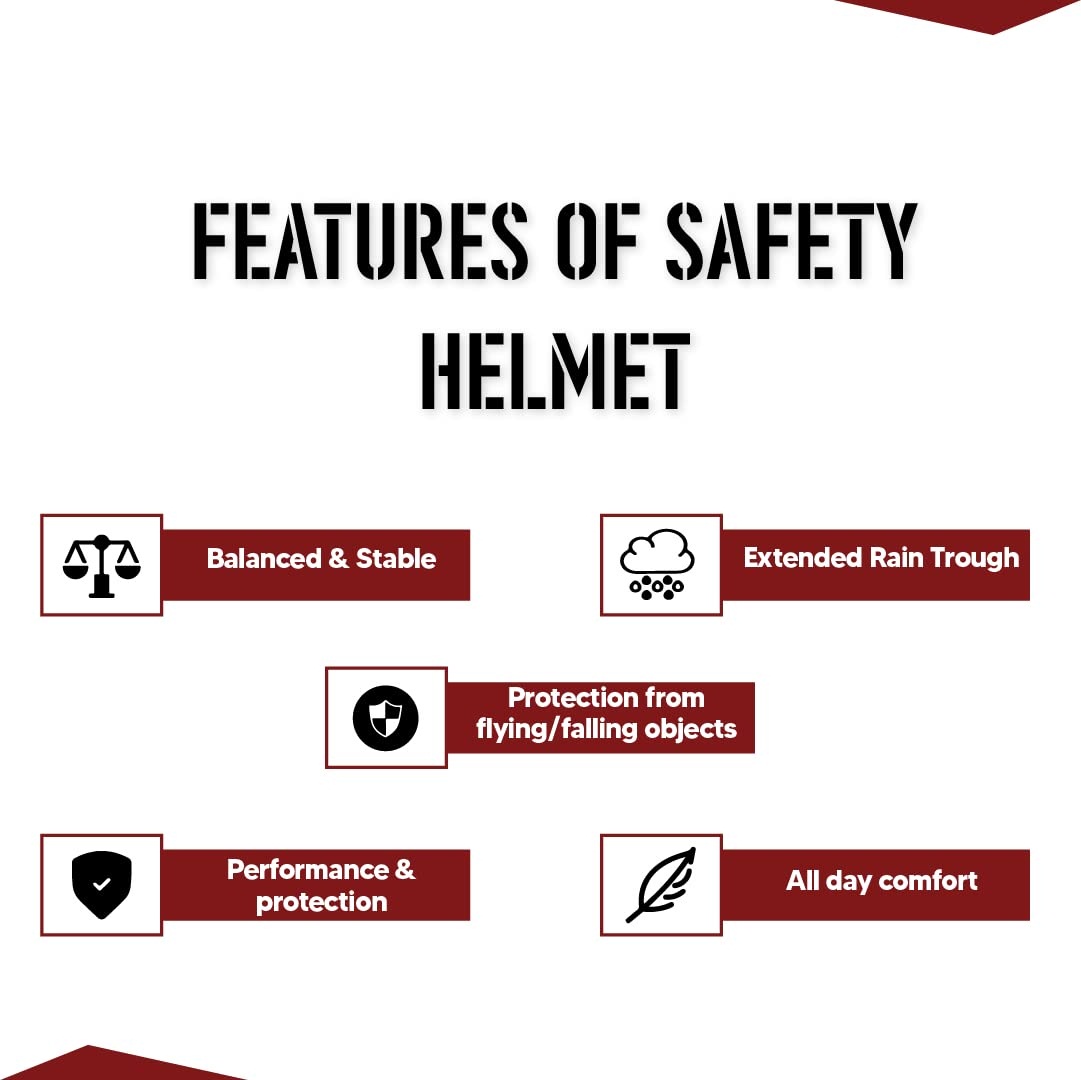 FEATURES OF SAFETY
HELMET
Balanced & Stable
Extended Rain Trough
Protection from
flying/falling objects
Performance &
protection
All day comfort